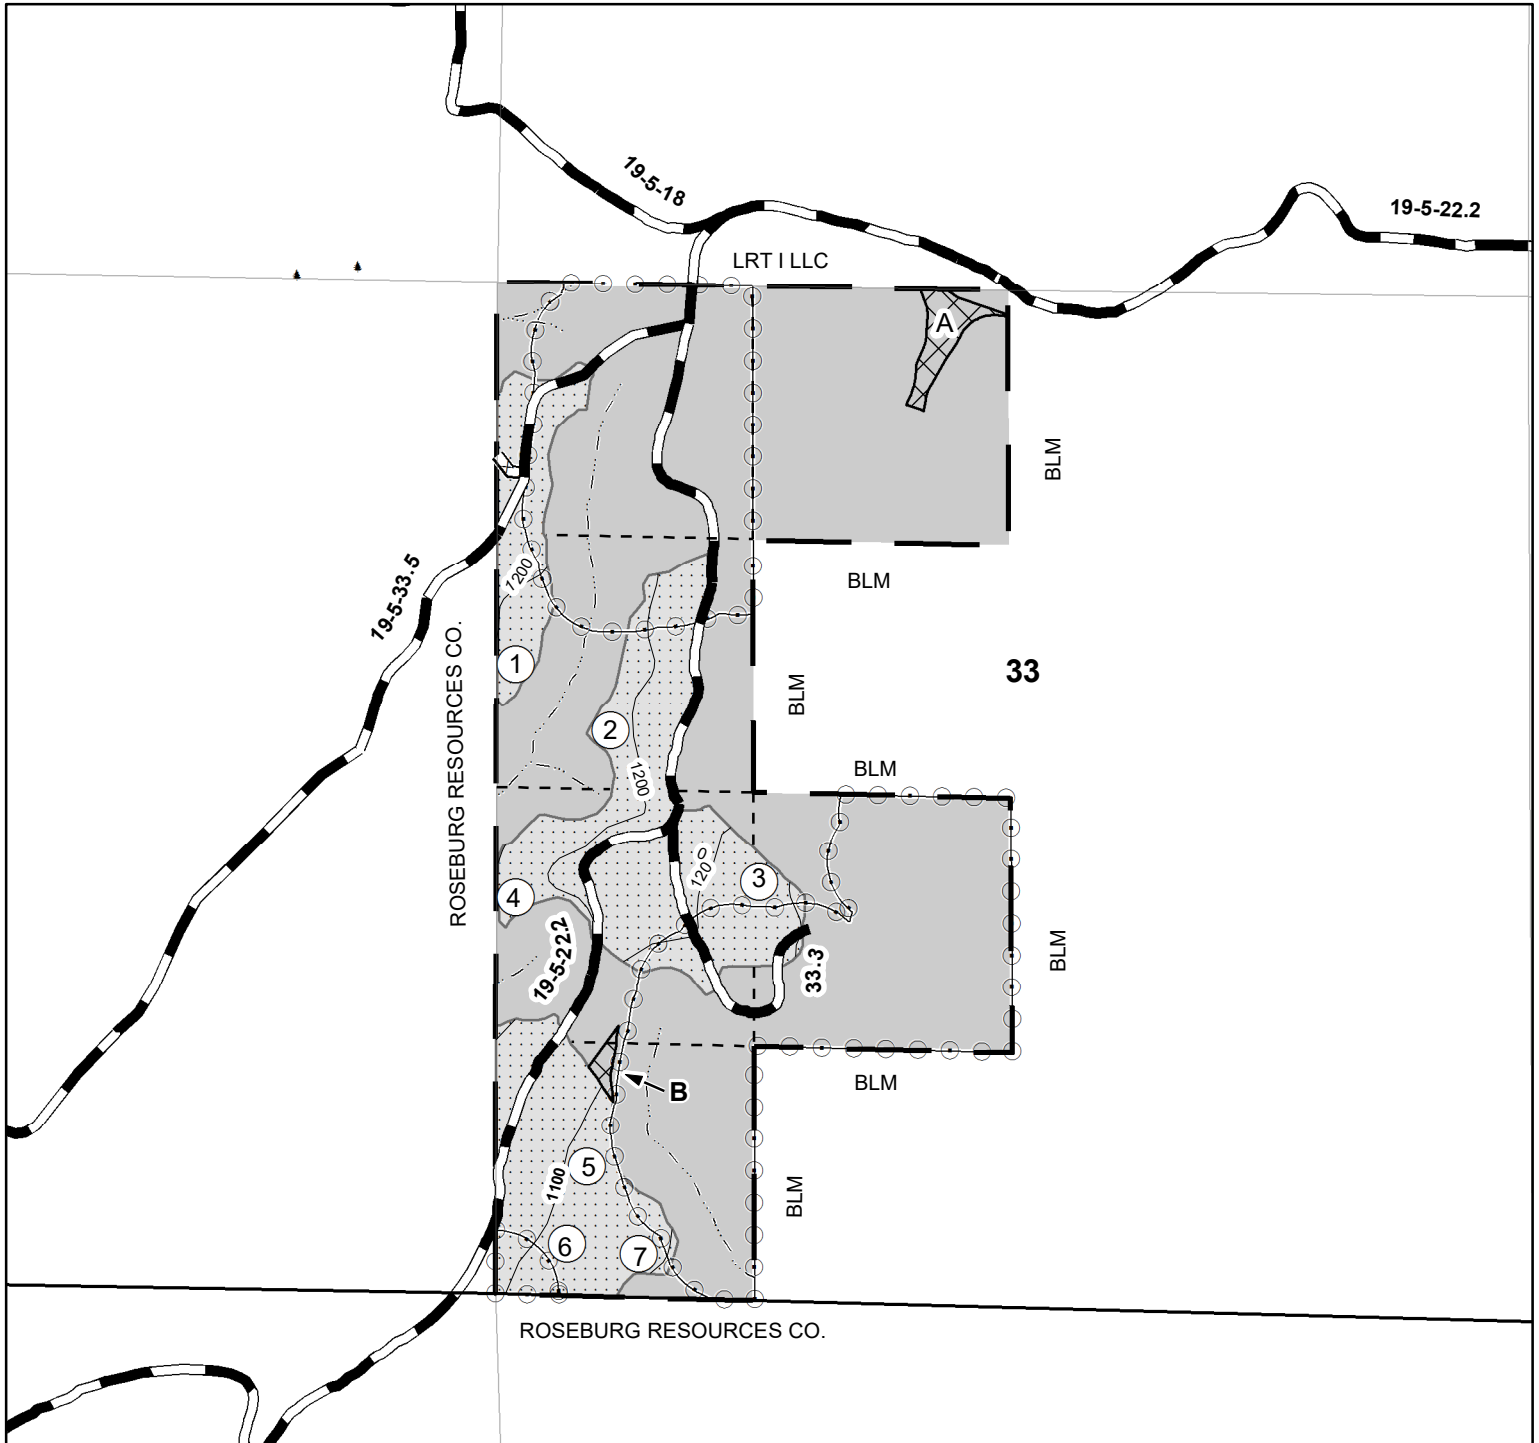 19-5-18
19-5-22.2
LRT I LLC
A
BLM
19-5-33.5
1200
BLM
ROSEBURG RESOURCES CO.
1
BLM
33
2
1200
BLM
1200
3
4
19-5-22.2
33.3
BLM
B
BLM
5
1100
BLM
6
7
ROSEBURG RESOURCES CO.